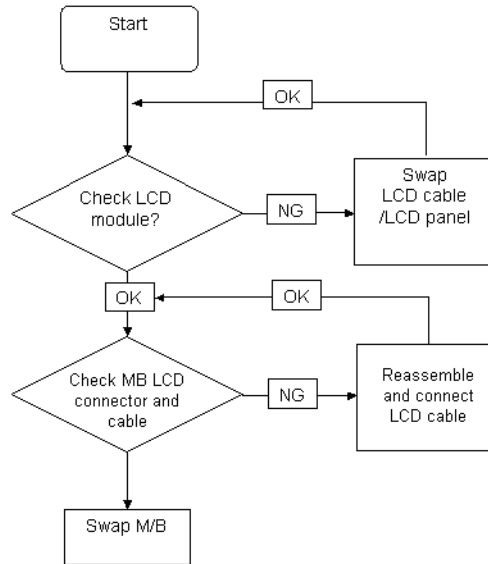 Start
OK
Check LCD
module?
NG
Swap
LCD cable
/LCD panel
OK
OK
Check MB LCD
connector and
cable
NG
Reassemble
and connect
LCD cable
Swap M/B